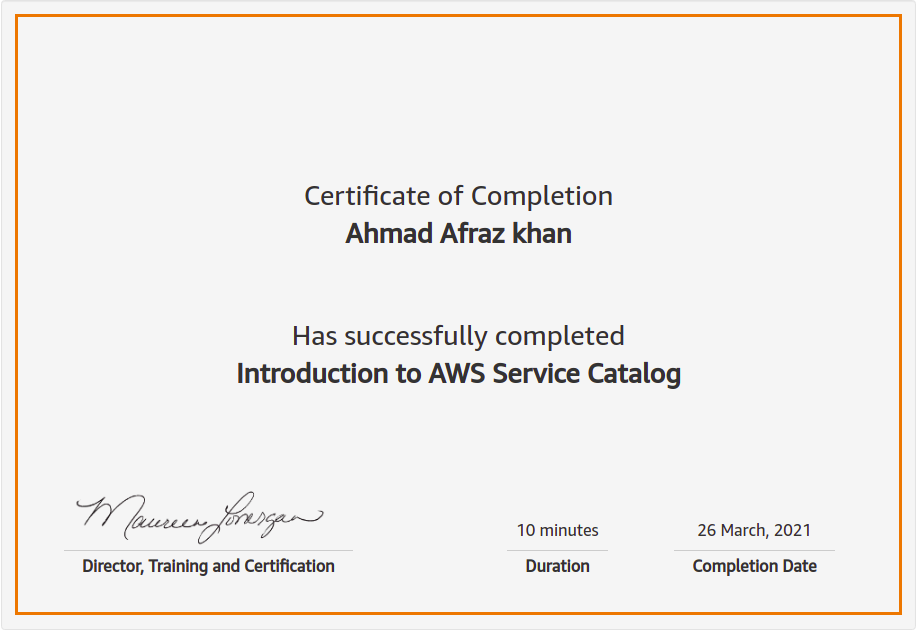 Certificate of Completion
Ahmad Afraz khan
Has successfully completed
Introduction to AWS Service Catalog
Maureen Lonergan
10 minutes
26 March, 2021
Director, Training and Certification
Duration
Completion Date